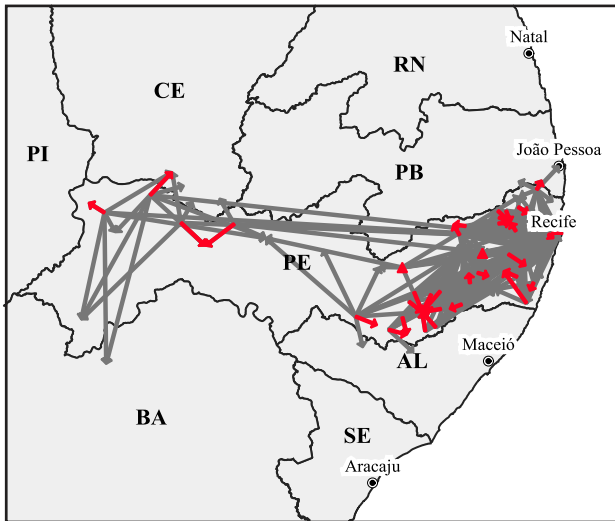 Natal
RN
CE
João Pessoa
PI
PB
Recife
PE
Maceió
AL
BA
SE
Aracaju